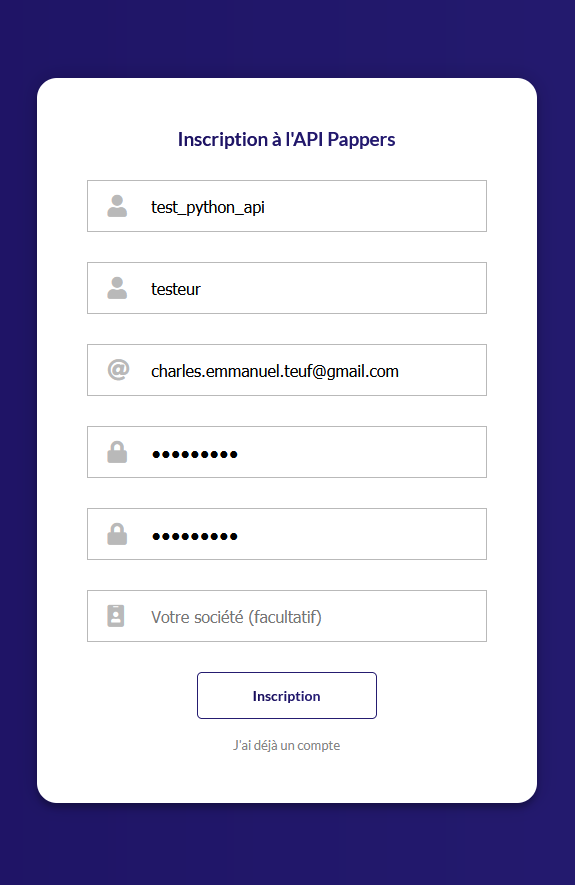 Inscription à l'API Pappers
test_python_api
testeur
charles.emmanuel.teuf@gmail.com
•••••••••
•••••••••
Votre société (facultatif)
Inscription
J'ai déjà un compte